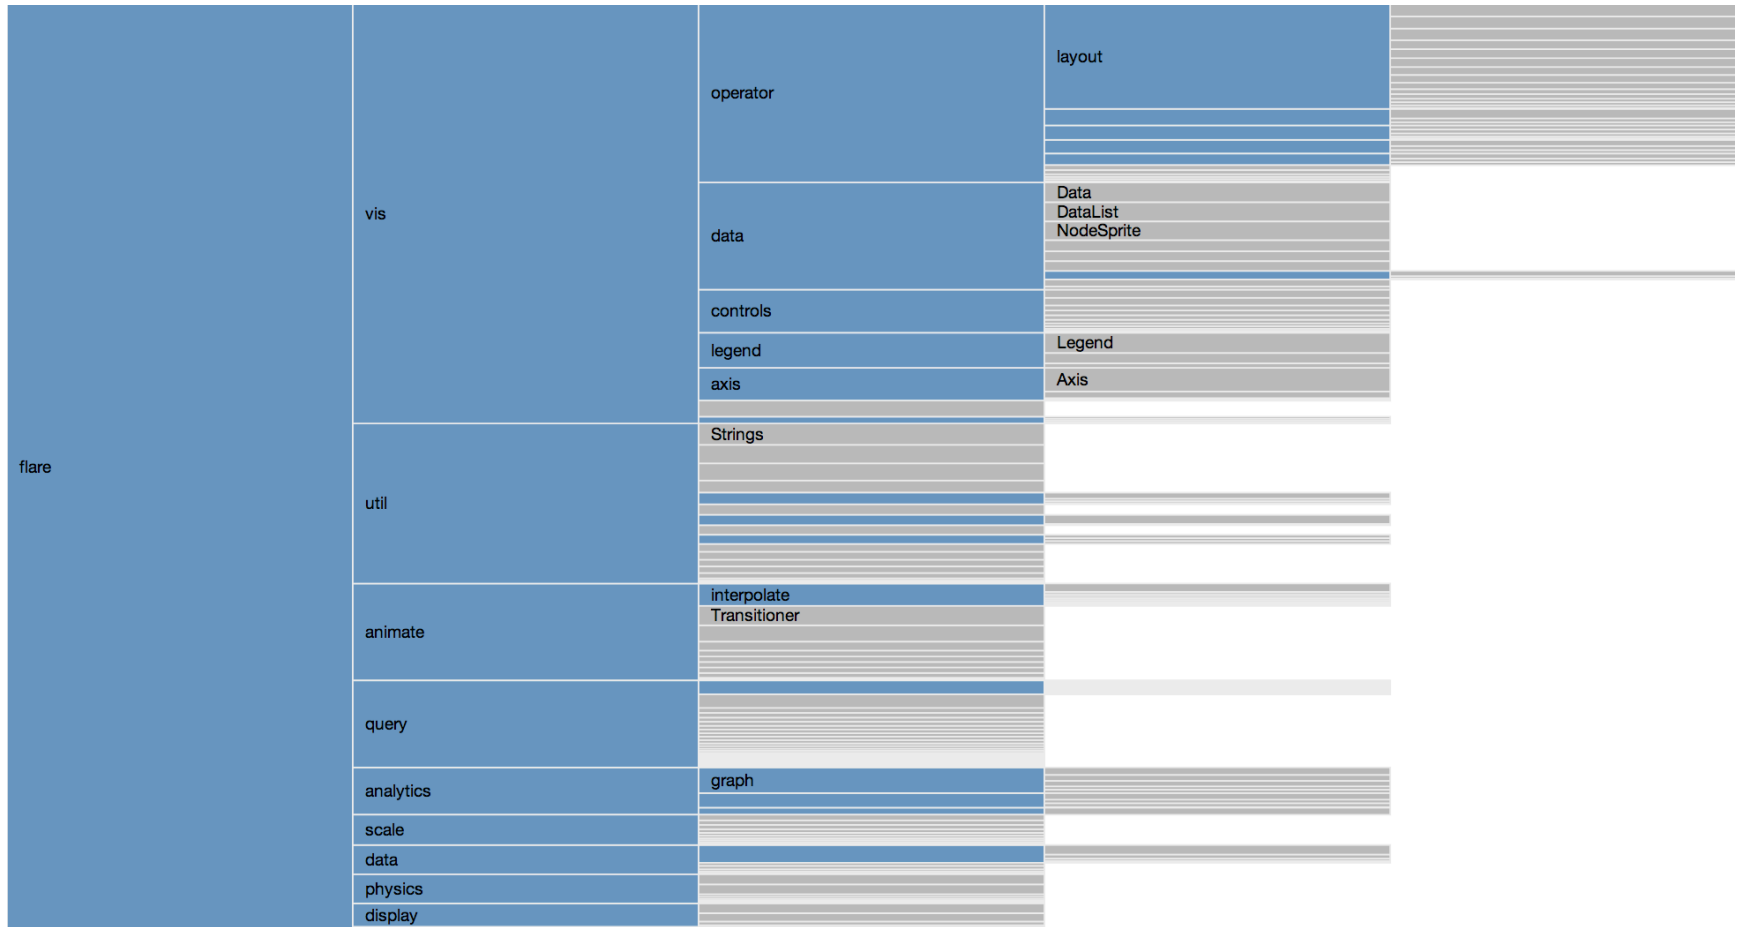 flare
vis
util
animate
query
analytics
scale
data
physics
display
operator
data
controls
legend
axis
Strings
interpolate
Transitioner
graph
layout
Data
DataList
NodeSprite
Legend
Axis